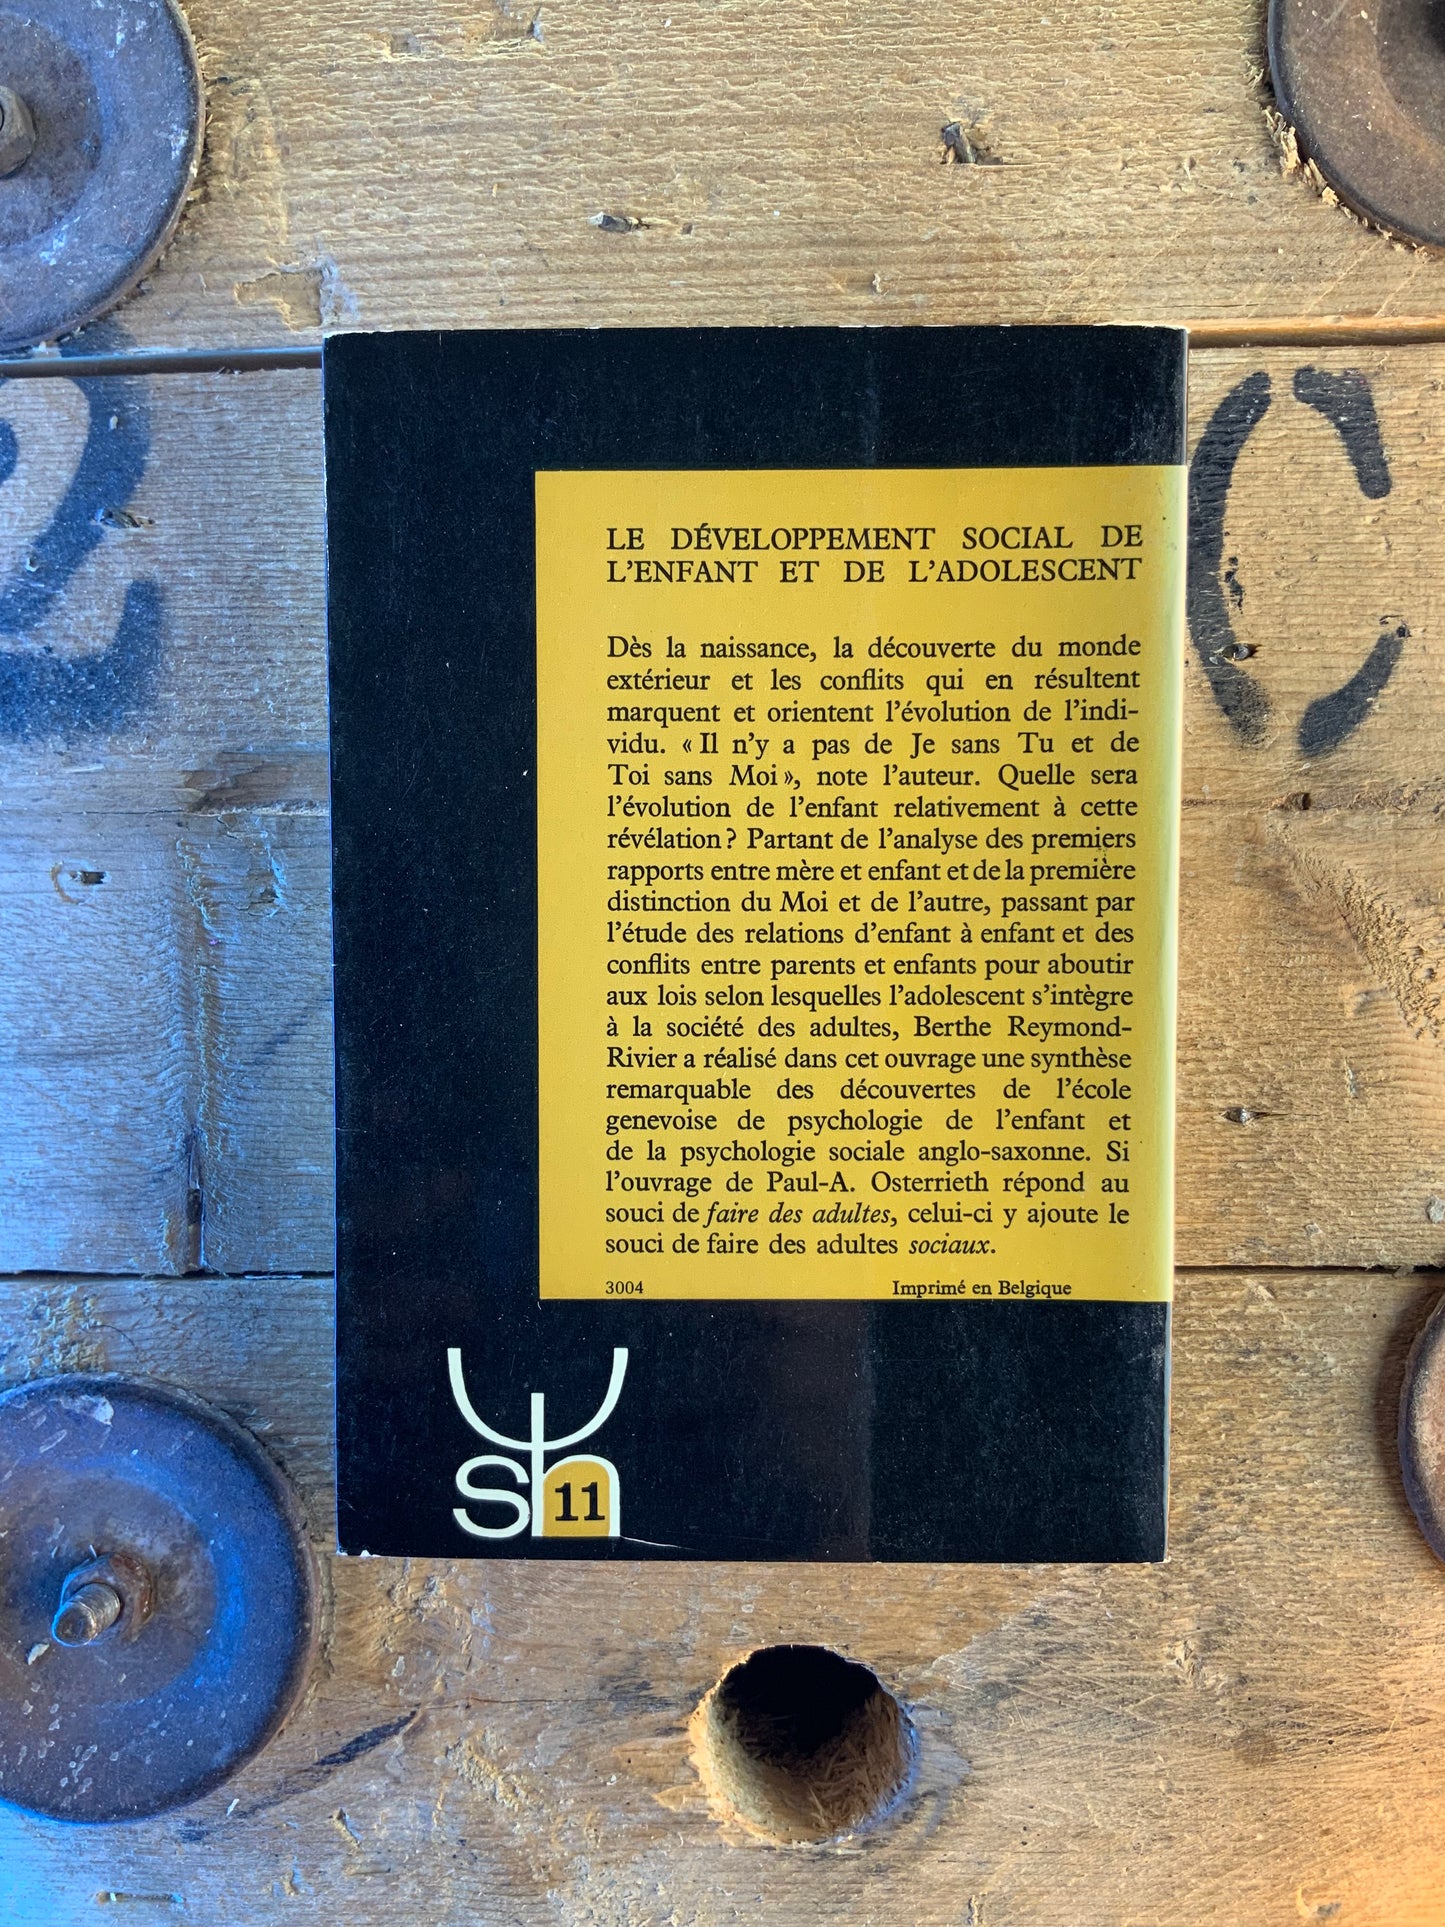 LE DÉVELOPPEMENT SOCIAL DE
L'ENFANT ET DE L'ADOLESCENT
Dès la naissance, la découverte du monde
extérieur et les conflits qui en résultent
marquent et orientent l'évolution de l'indi-
vidu. « Il n'y a pas de Je sans Tu et de
Toi sans Moi », note l'auteur. Quelle sera
l'évolution de l'enfant relativement à cette
révélation ? Partant de l'analyse des premiers
rapports entre mère et enfant et de la première
distinction du Moi et de l'autre, passant par
l'étude des relations d'enfant à enfant et des
conflits entre parents et enfants pour aboutir
aux lois selon lesquelles l'adolescent s'intègre
à la société des adultes, Berthe Reymond-
Rivier a réalisé dans cet ouvrage une synthèse
remarquable des découvertes de l'école
genevoise de psychologie de l'enfant et
de la psychologie sociale anglo-saxonne. Si
l'ouvrage de Paul-A. Osterrieth répond au
souci de faire des adultes, celui-ci y ajoute le
souci de faire des adultes sociaux.
3004 Imprimé en Belgique
sh 11